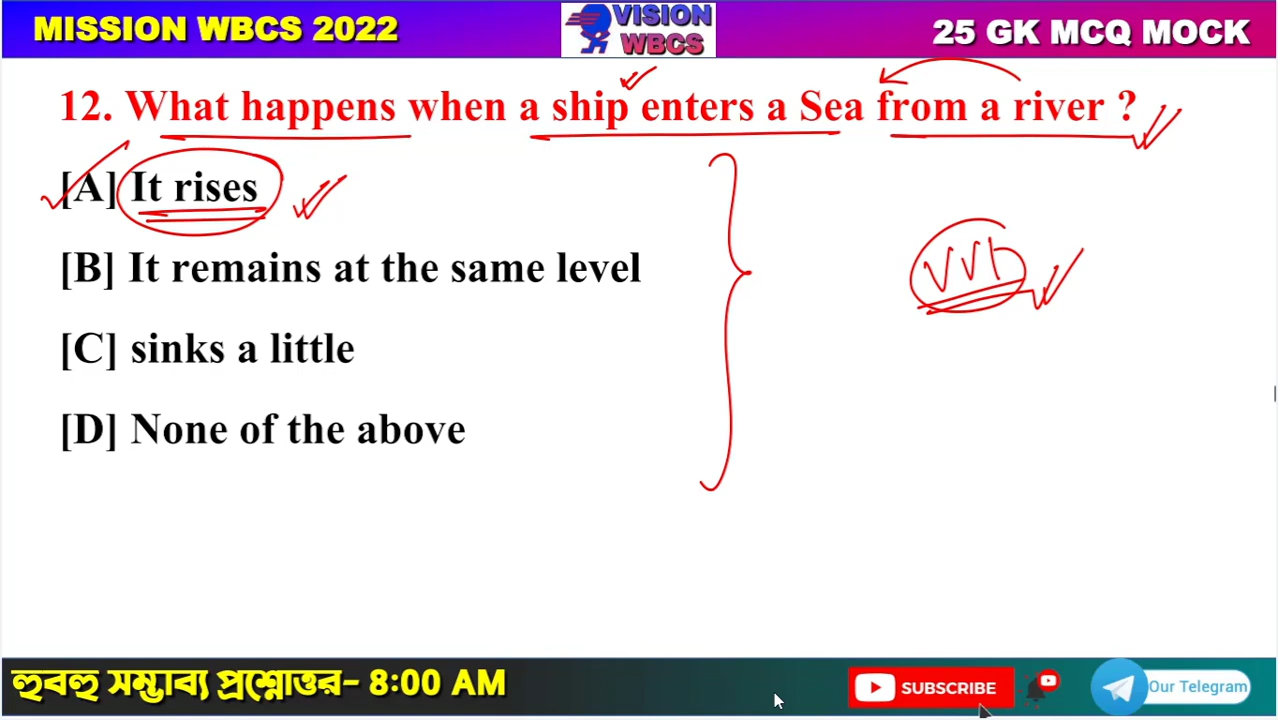 MISSION WBCS 2022
VISION
WBCS
25 GK MCQ MOCK
12. What happens when a ship enters a Sea from a river ?
[A] It rises
[B] It remains at the same level
[C] sinks a little
[D] None of the above
VVI
হুবহু সম্ভাব্য প্রশ্নোত্তর- 8:00 AM
SUBSCRIBE
Our Telegram